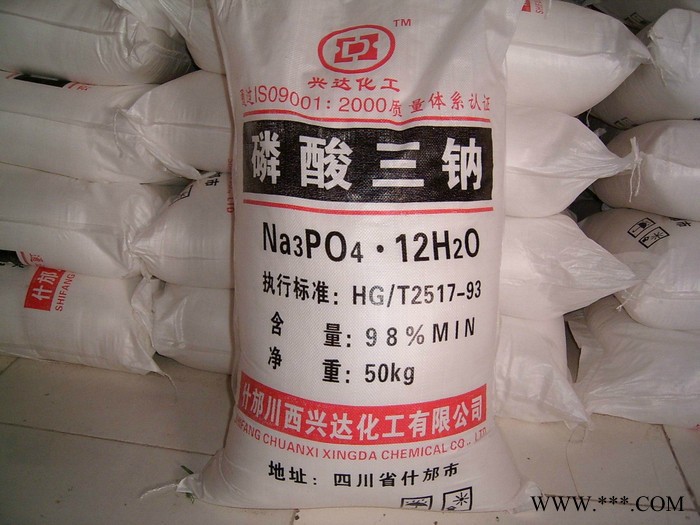 TM
兴达化工
通过ISO9001：2000质量体系认证
磷酸三钠
Na3PO4·12H2O
执行标准：HG/T2517-93
含 量：98%MIN
净 重：50kg
什邡川西兴达化工有限公司
SHIFANG CHUANXI XINGDA CHEMICAL CO., LTD.
地址：四川省什邡市
什邡
SHIFANG
WWW.***.COM